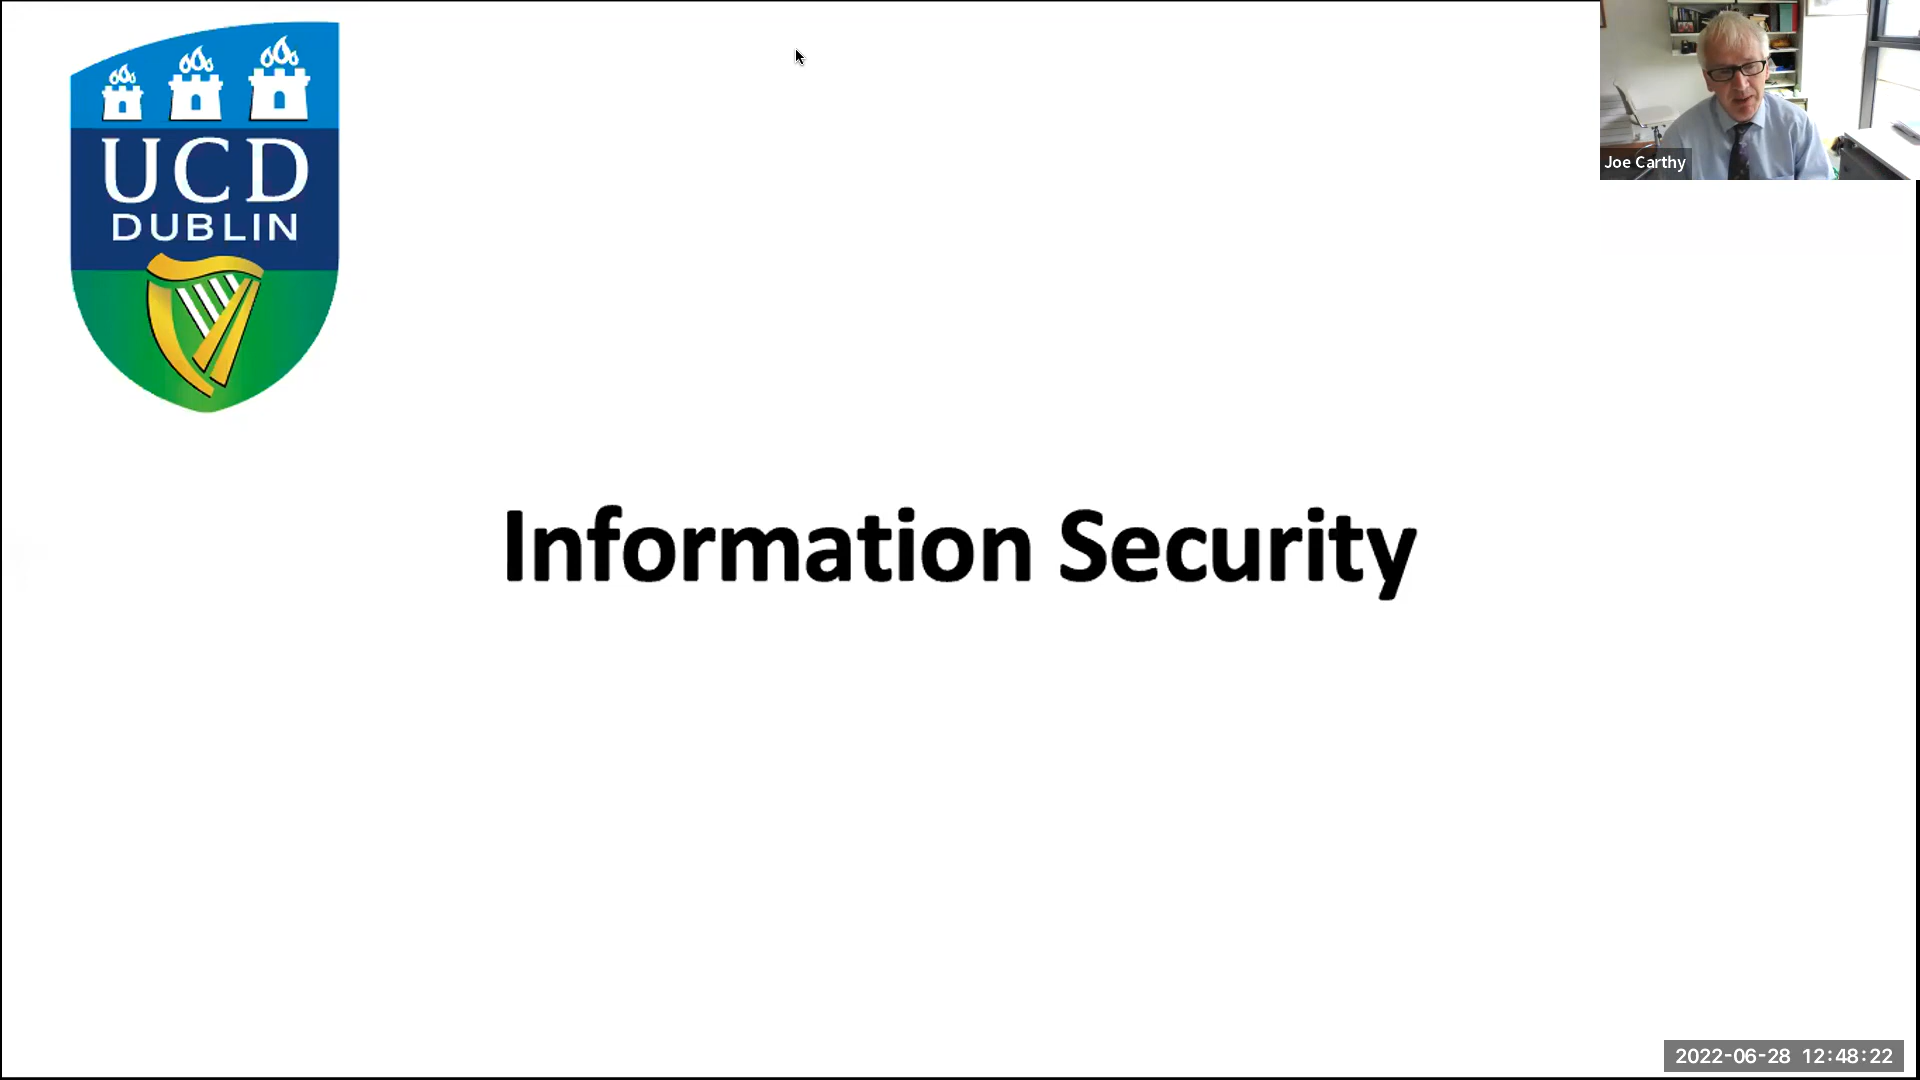 UCD
DUBLIN
Joe Carthy
Information Security
2022-06-28 12:48:22